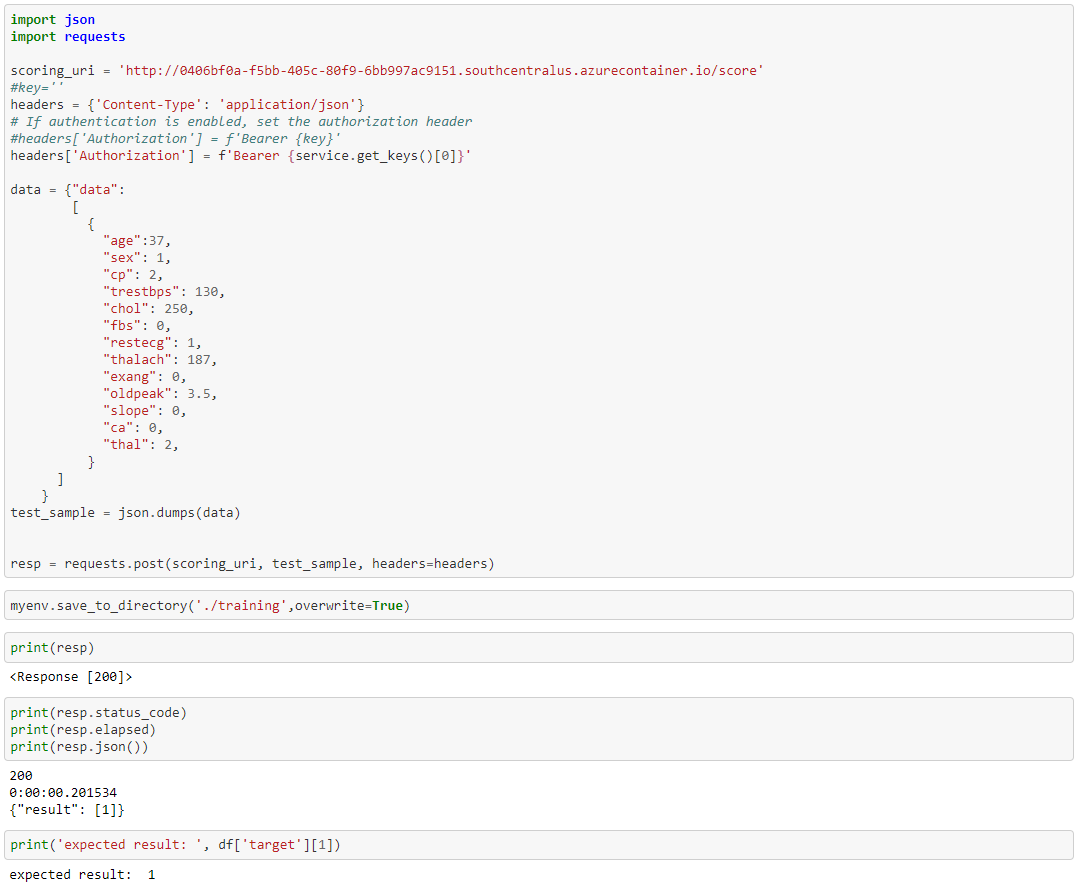 import json
import requests
scoring_uri = 'http://0406bf0a-f5bb-405c-80f9-6bb997ac9151.southcentralus.azurecontainer.io/score'
#key=''
headers = {'Content-Type': 'application/json'}
# If authentication is enabled, set the authorization header
#headers['Authorization'] = f'Bearer {key}'
headers['Authorization'] = f'Bearer {service.get_keys()[0]}'
data = {"data":
[
{
"age":37,
"sex": 1,
"cp": 2,
"trestbps": 130,
"chol": 250,
"fbs": 0,
"restecg": 1,
"thalach": 187,
"exang": 0,
"oldpeak": 3.5,
"slope": 0,
"ca": 0,
"thal": 2,
}
]
}
test_sample = json.dumps(data)
resp = requests.post(scoring_uri, test_sample, headers=headers)
myenv.save_to_directory('./training',overwrite=True)
print(resp)
<Response [200]>
print(resp.status_code)
print(resp.elapsed)
print(resp.json())
200
0:00:00.201534
{"result": [1]}
print('expected result: ', df['target'][1])
expected result:  1